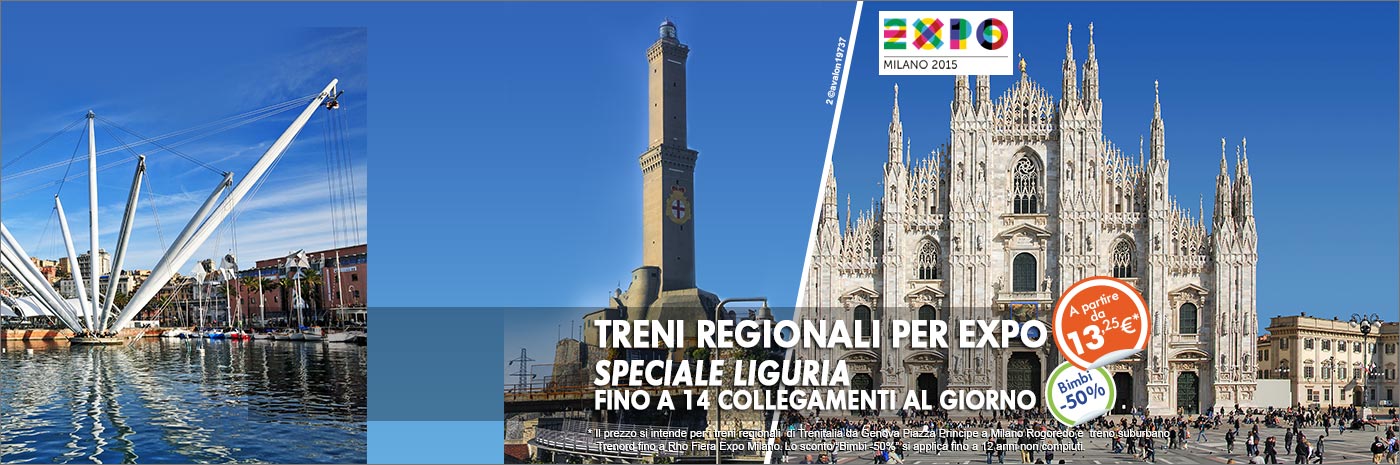 EXPO
MILANO 2015
2 ©avalon19737
A partire
da
13,25€*
TRENI REGIONALI PER EXPO
SPECIALE LIGURIA
FINO A 14 COLLEGAMENTI AL GIORNO
Bimbi
-50%
* Il prezzo si intende per i treni regionali di Trenitalia da Genova Piazza Principe a Milano Rogoredo e treno suburbano
Trenord fino a Rho Fiera Expo Milano. Lo sconto "Bimbi -50%" si applica fino a 12 anni non compiuti.